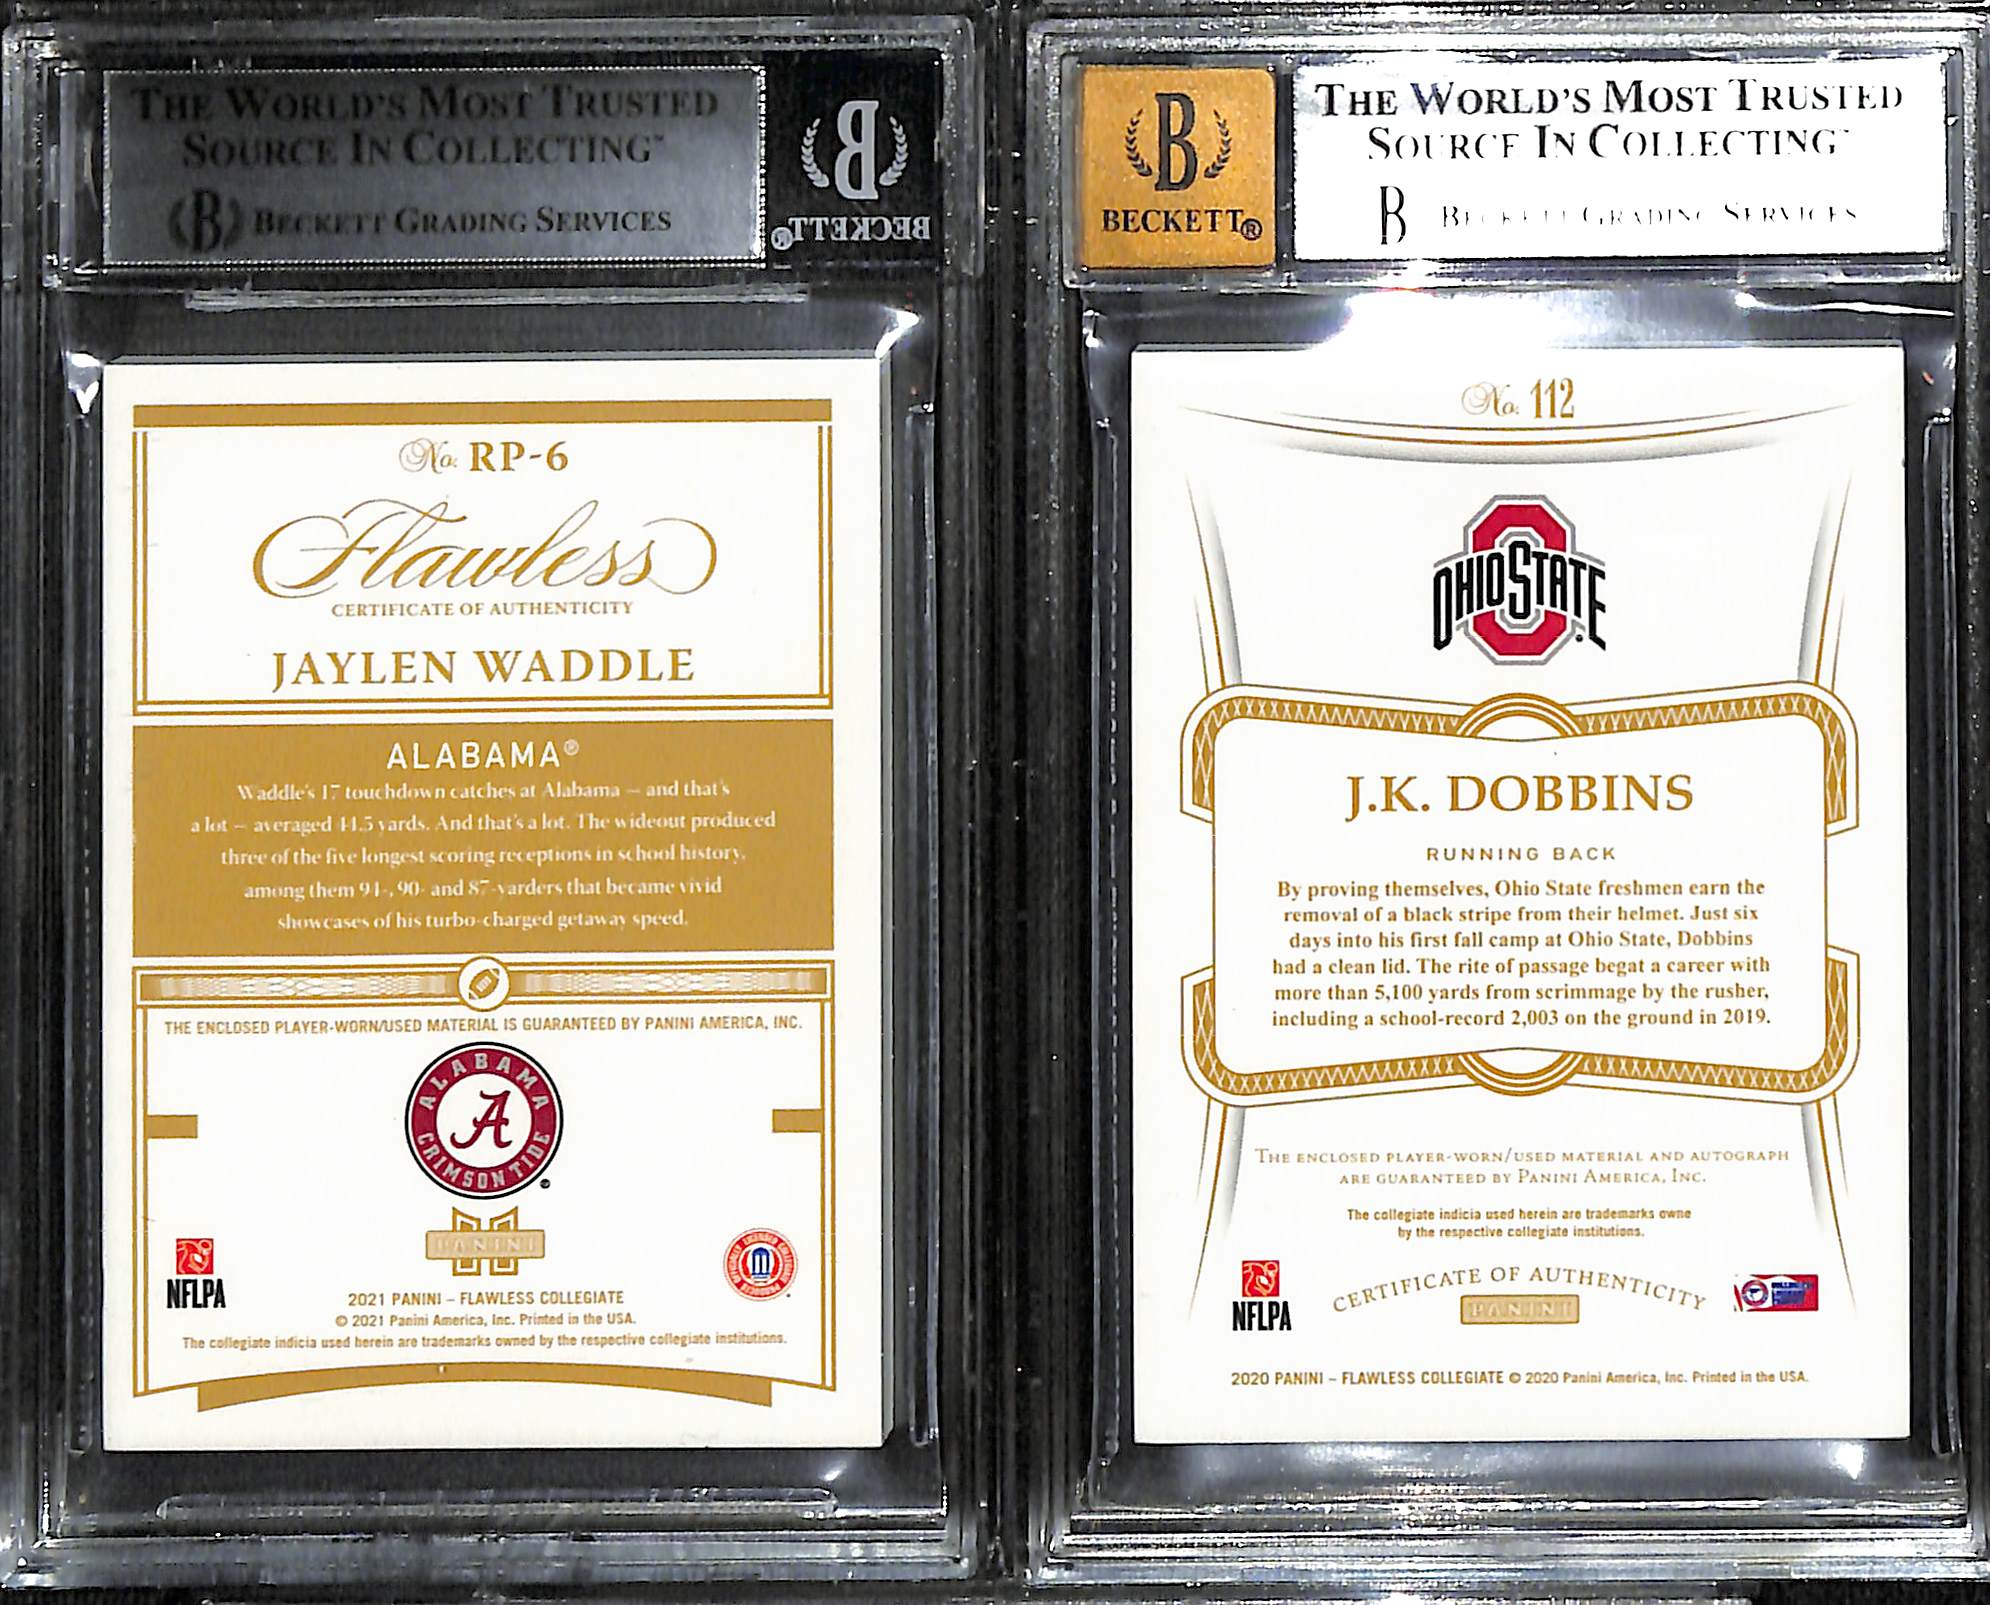 THE WORLD'S MOST TRUSTED
SOURCE IN COLLECTING™
B BECKETT GRADING SERVICES
B
BECKETT®
No. RP-6
Flawless
CERTIFICATE OF AUTHENTICITY
JAYLEN WADDLE
ALABAMA®
Waddle's 17 touchdown catches at Alabama — and that's
a lot — averaged 44.5 yards. And that's a lot. The wideout produced
three of the five longest scoring receptions in school history,
among them 94-, 90- and 87-yarders that became vivid
showcases of his turbo-charged getaway speed.
THE ENCLOSED PLAYER-WORN/USED MATERIAL IS GUARANTEED BY PANINI AMERICA, INC.
ALABAMA
A
CRIMSON TIDE
PANINI
NFLPA
2021 PANINI – FLAWLESS COLLEGIATE
© 2021 Panini America, Inc. Printed in the USA.
The collegiate indicia used herein are trademarks owned by the respective collegiate institutions.
B
BECKETT®
THE WORLD'S MOST TRUSTED
SOURCE IN COLLECTING™
B BECKETT GRADING SERVICES
No. 112
OHIO STATE
J.K. DOBBINS
RUNNING BACK
By proving themselves, Ohio State freshmen earn the
removal of a black stripe from their helmet. Just six
days into his first fall camp at Ohio State, Dobbins
had a clean lid. The rite of passage begat a career with
more than 5,100 yards from scrimmage by the rusher,
including a school-record 2,003 on the ground in 2019.
THE ENCLOSED PLAYER-WORN/USED MATERIAL AND AUTOGRAPH
ARE GUARANTEED BY PANINI AMERICA, INC.
The collegiate indicia used herein are trademarks owne
by the respective collegiate institutions.
NFLPA
CERTIFICATE OF AUTHENTICITY
PANINI
2020 PANINI – FLAWLESS COLLEGIATE © 2020 Panini America, Inc. Printed in the USA.